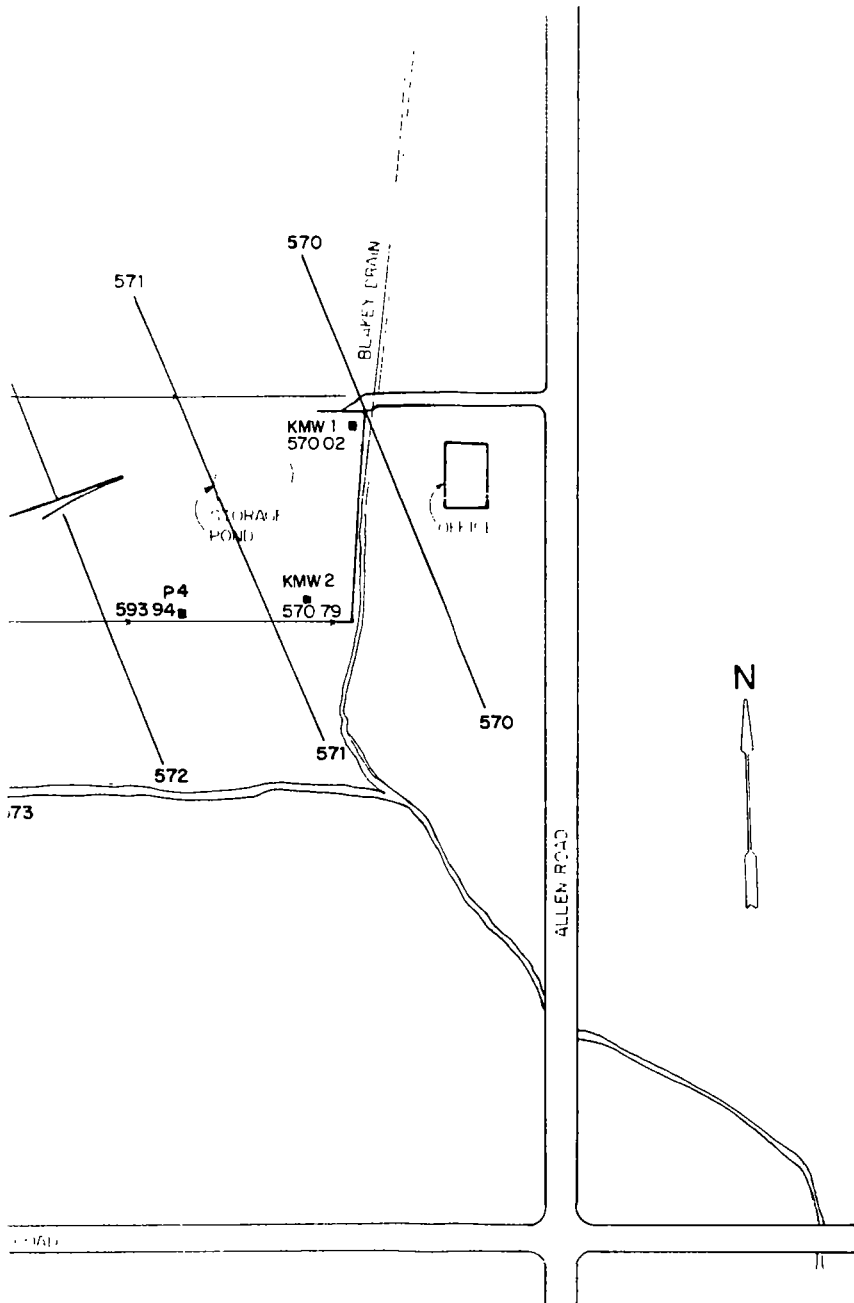 570
571
BLAKEY DRAIN
KMW 1
570 02
STORAGE
POND
OFFICE
P4
593 94
KMW 2
570 79
N
570
571
572
ALLEN ROAD